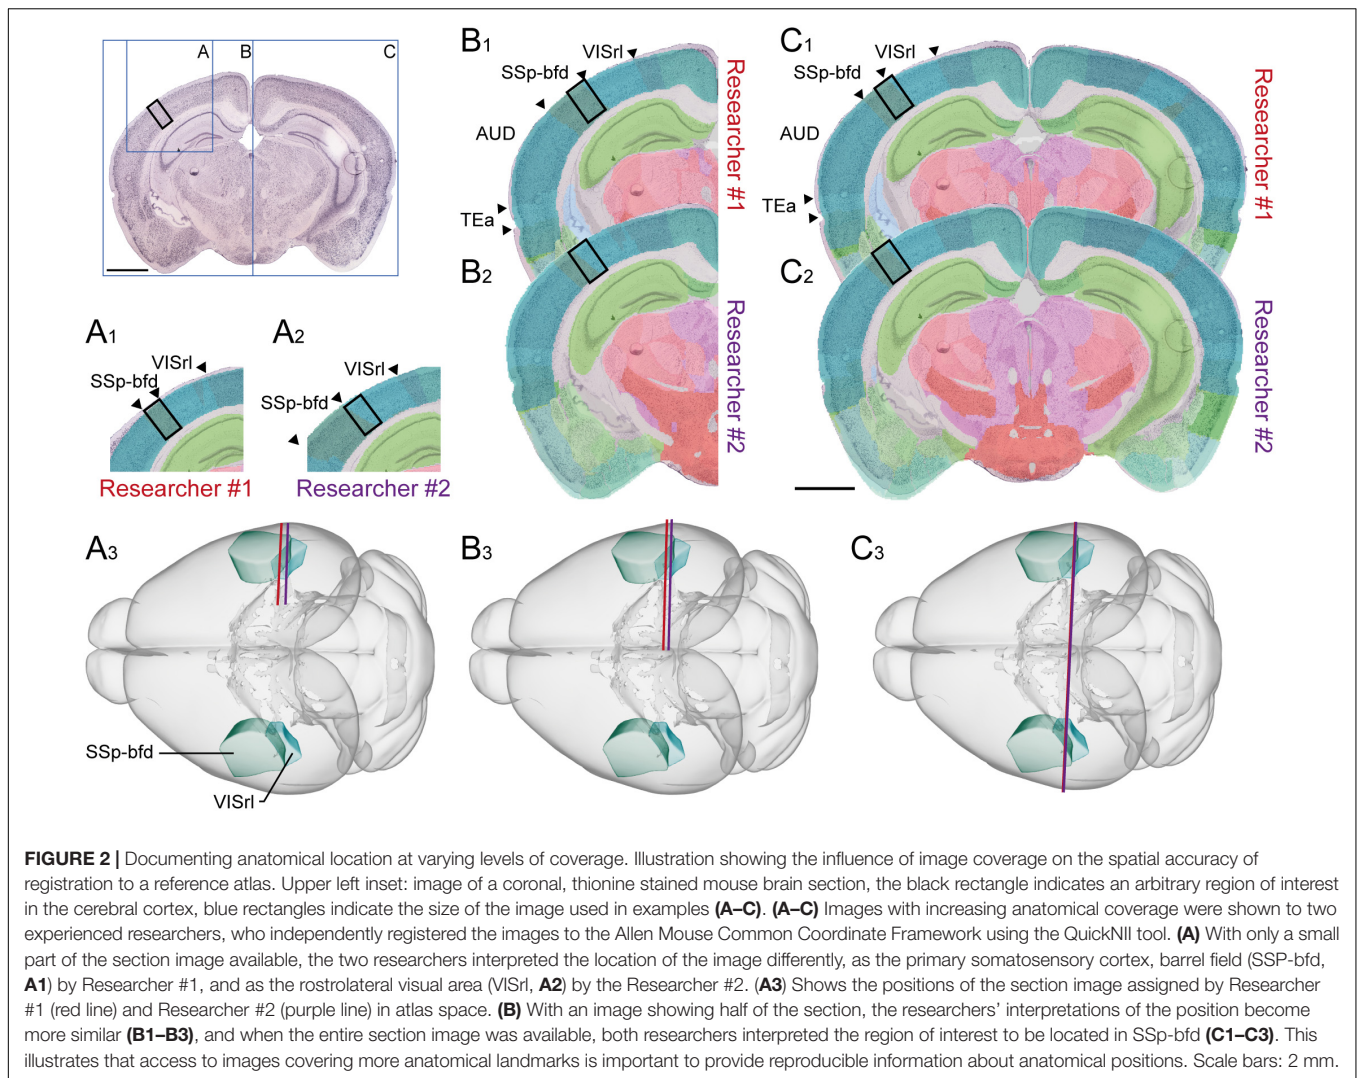 A
B
C
B1
VISrl
SSp-bfd
AUD
TEa
Researcher #1
C1
VISrl
SSp-bfd
AUD
TEa
Researcher #1
B2
Researcher #2
C2
Researcher #2
A1
VISrl
SSp-bfd
Researcher #1
A2
VISrl
SSp-bfd
Researcher #2
A3
SSp-bfd
VISrl
B3
C3
FIGURE 2 | Documenting anatomical location at varying levels of coverage. Illustration showing the influence of image coverage on the spatial accuracy of
registration to a reference atlas. Upper left inset: image of a coronal, thionine stained mouse brain section, the black rectangle indicates an arbitrary region of interest
in the cerebral cortex, blue rectangles indicate the size of the image used in examples (A–C). (A–C) Images with increasing anatomical coverage were shown to two
experienced researchers, who independently registered the images to the Allen Mouse Common Coordinate Framework using the QuickNII tool. (A) With only a small
part of the section image available, the two researchers interpreted the location of the image differently, as the primary somatosensory cortex, barrel field (SSP-bfd,
A1) by Researcher #1, and as the rostrolateral visual area (VISrl, A2) by the Researcher #2. (A3) Shows the positions of the section image assigned by Researcher
#1 (red line) and Researcher #2 (purple line) in atlas space. (B) With an image showing half of the section, the researchers' interpretations of the position become
more similar (B1–B3), and when the entire section image was available, both researchers interpreted the region of interest to be located in SSp-bfd (C1–C3). This
illustrates that access to images covering more anatomical landmarks is important to provide reproducible information about anatomical positions. Scale bars: 2 mm.